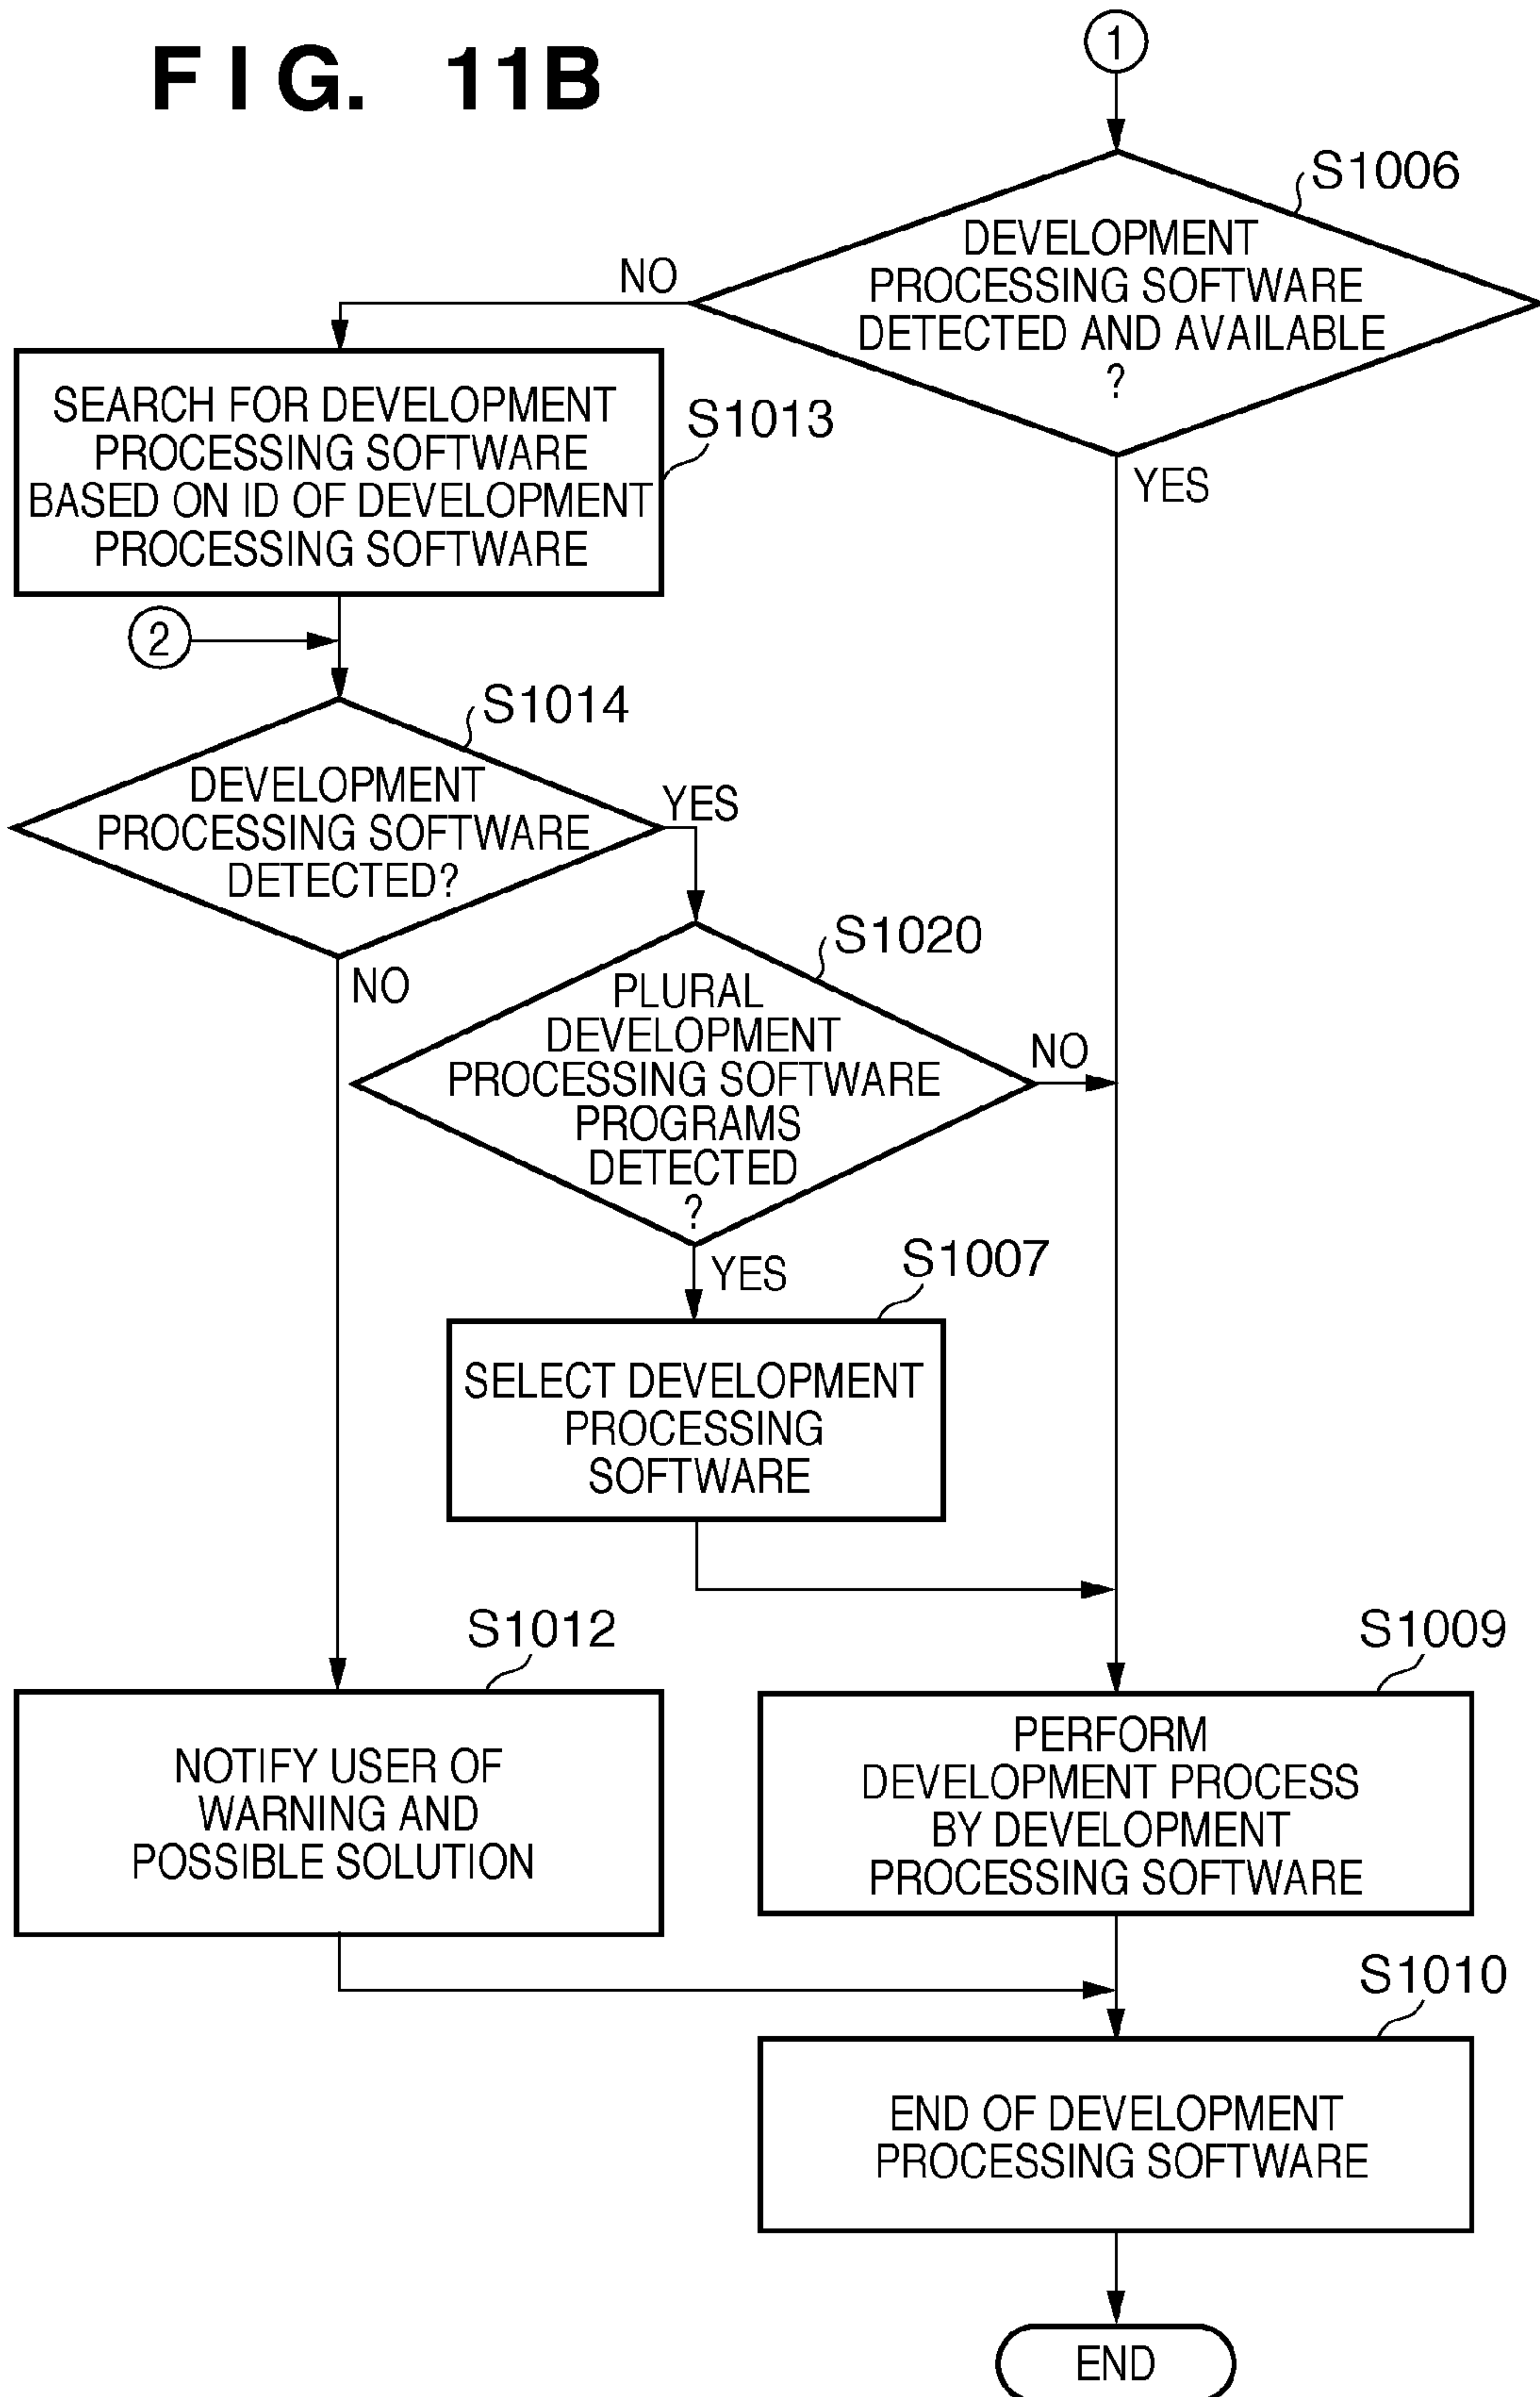 FIG. 11B
1
S1006
DEVELOPMENT
PROCESSING SOFTWARE
DETECTED AND AVAILABLE
?
NO
YES
SEARCH FOR DEVELOPMENT
PROCESSING SOFTWARE
BASED ON ID OF DEVELOPMENT
PROCESSING SOFTWARE
S1013
2
S1014
DEVELOPMENT
PROCESSING SOFTWARE
DETECTED?
YES
NO
S1020
PLURAL
DEVELOPMENT
PROCESSING SOFTWARE
PROGRAMS
DETECTED
?
NO
YES
S1007
SELECT DEVELOPMENT
PROCESSING
SOFTWARE
S1012
NOTIFY USER OF
WARNING AND
POSSIBLE SOLUTION
S1009
PERFORM
DEVELOPMENT PROCESS
BY DEVELOPMENT
PROCESSING SOFTWARE
S1010
END OF DEVELOPMENT
PROCESSING SOFTWARE
END